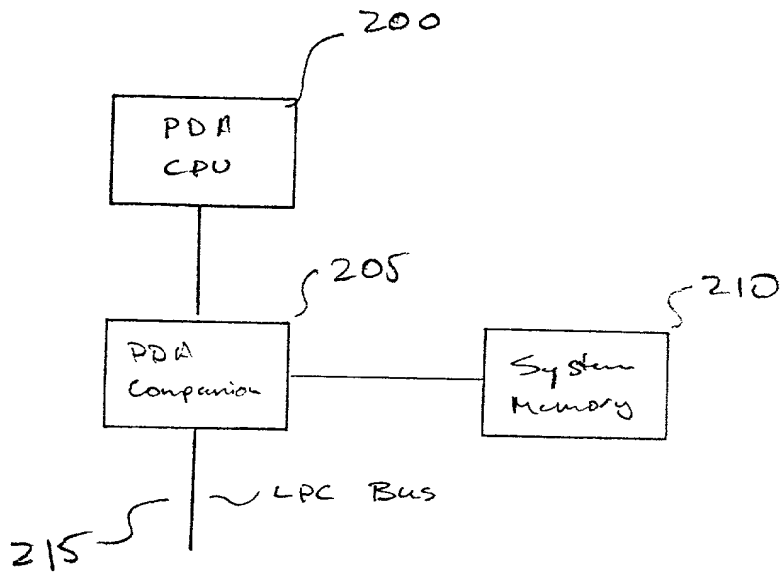 200
PDA
CPU
205
210
PDA
Companion
System
Memory
LPC Bus
215